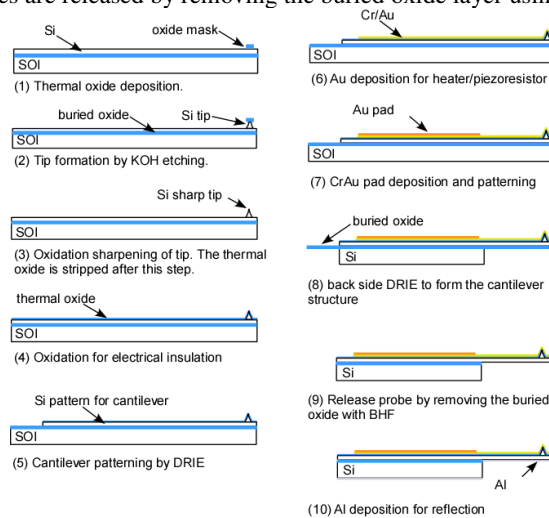 es are released by removing the buried oxide layer usin
Si
oxide mask
SOI
(1) Thermal oxide deposition.
buried oxide
Si tip
SOI
(2) Tip formation by KOH etching.
Si sharp tip
SOI
(3) Oxidation sharpening of tip. The thermal
oxide is stripped after this step.
thermal oxide
SOI
(4) Oxidation for electrical insulation
Si pattern for cantilever
SOI
(5) Cantilever patterning by DRIE
Cr/Au
SOI
(6) Au deposition for heater/piezoresistor
Au pad
SOI
(7) CrAu pad deposition and patterning
buried oxide
Si
(8) back side DRIE to form the cantilever
structure
Si
(9) Release probe by removing the buried
oxide with BHF
Si
Al
(10) Al deposition for reflection